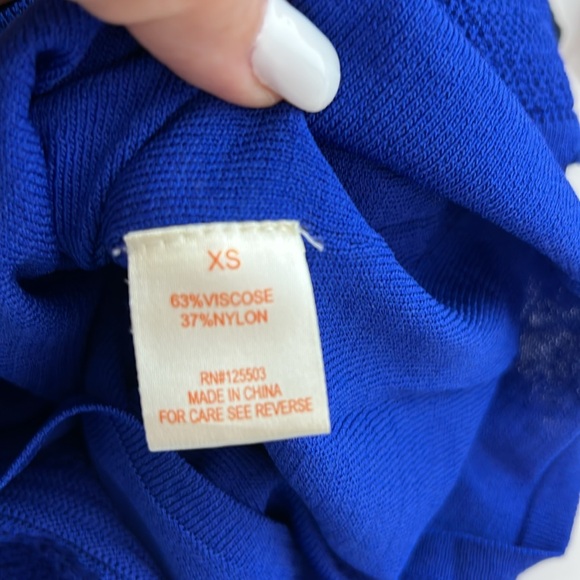 XS
63%VISCOSE
37%NYLON
RN#125503
MADE IN CHINA
FOR CARE SEE REVERSE